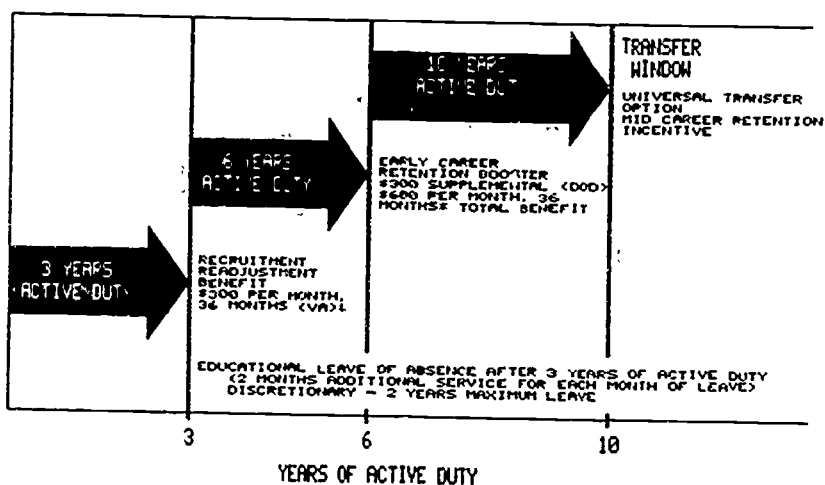 10 YEARS
ACTIVE DUT
TRANSFER
WINDOW
UNIVERSAL TRANSFER
OPTION
MID CAREER RETENTION
INCENTIVE
6 YEARS
ACTIVE DUTY
EARLY CAREER
RETENTION BOOSTER
$300 SUPPLEMENTAL (DOD)
$600 PER MONTH, 36
MONTHS* TOTAL BENEFIT
3 YEARS
ACTIVE DUTY
RECRUITMENT
READJUSTMENT
BENEFIT
$300 PER MONTH,
36 MONTHS (VA)
EDUCATIONAL LEAVE OF ABSENCE AFTER 3 YEARS OF ACTIVE DUTY
(2 MONTHS ADDITIONAL SERVICE FOR EACH MONTH OF LEAVE)
DISCRETIONARY - 2 YEARS MAXIMUM LEAVE
3 6 10
YEARS OF ACTIVE DUTY